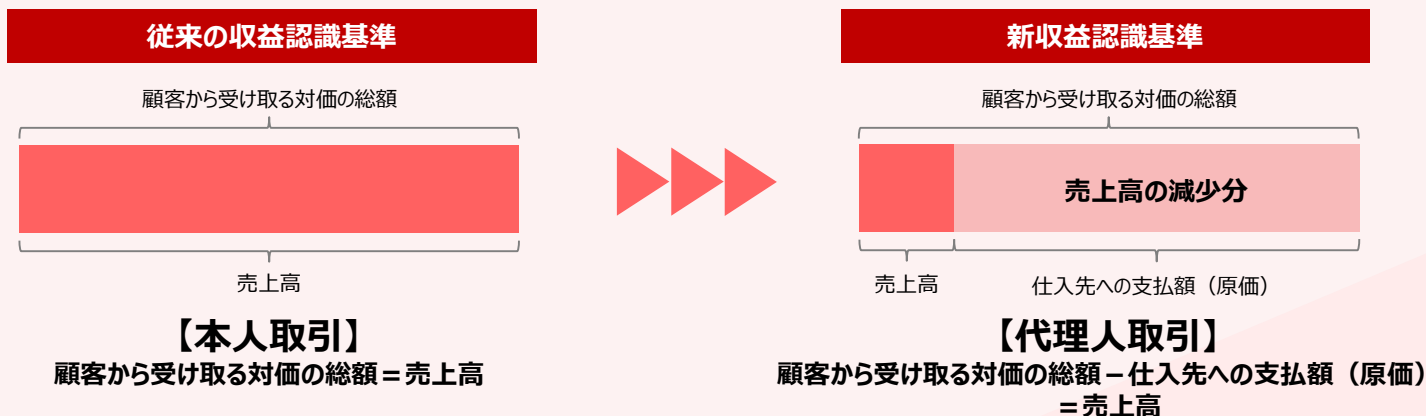 従来の収益認識基準
顧客から受け取る対価の総額
売上高
【本人取引】
顧客から受け取る対価の総額＝売上高
新収益認識基準
顧客から受け取る対価の総額
売上高の減少分
売上高
仕入先への支払額（原価）
【代理人取引】
顧客から受け取る対価の総額－仕入先への支払額（原価）
＝売上高